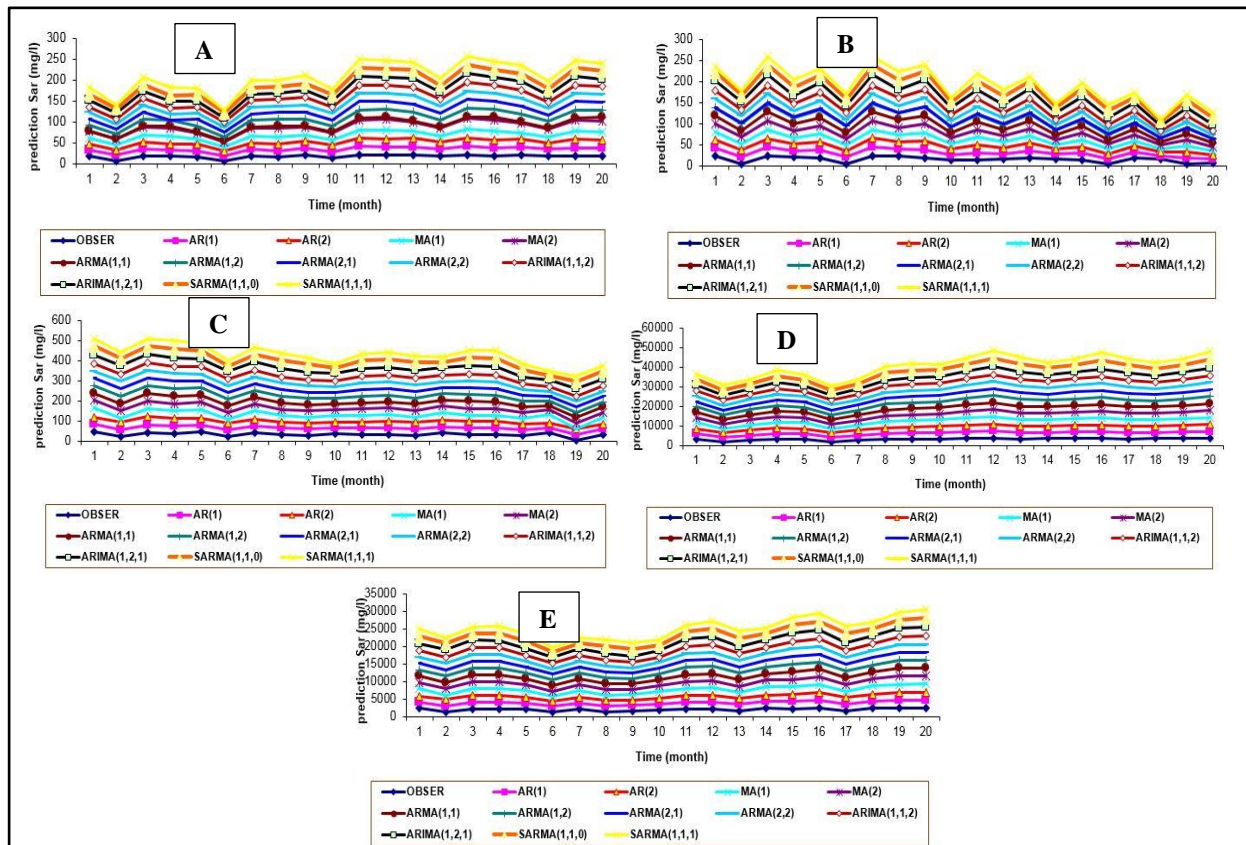 A
prediction Sar (mg/l)
300
250
200
150
100
50
0
1 2 3 4 5 6 7 8 9 10 11 12 13 14 15 16 17 18 19 20
Time (month)
OBSER AR(1) AR(2) MA(1) MA(2)
ARMA(1,1) ARMA(1,2) ARMA(2,1) ARMA(2,2) ARIMA(1,1,2)
ARIMA(1,2,1) SARMA(1,1,0) SARMA(1,1,1)
B
prediction Sar (mg/l)
300
250
200
150
100
50
0
1 2 3 4 5 6 7 8 9 10 11 12 13 14 15 16 17 18 19 20
Time (month)
OBSER AR(1) AR(2) MA(1) MA(2)
ARMA(1,1) ARMA(1,2) ARMA(2,1) ARMA(2,2) ARIMA(1,1,2)
ARIMA(1,2,1) SARMA(1,1,0) SARMA(1,1,1)
C
prediction Sar (mg/l)
600
500
400
300
200
100
0
1 2 3 4 5 6 7 8 9 10 11 12 13 14 15 16 17 18 19 20
Time (month)
OBSER AR(1) AR(2) MA(1) MA(2)
ARMA(1,1) ARMA(1,2) ARMA(2,1) ARMA(2,2) ARIMA(1,1,2)
ARIMA(1,2,1) SARMA(1,1,0) SARMA(1,1,1)
D
prediction Sar (mg/l)
60000
50000
40000
30000
20000
10000
0
1 2 3 4 5 6 7 8 9 10 11 12 13 14 15 16 17 18 19 20
Time (month)
OBSER AR(1) AR(2) MA(1) MA(2)
ARMA(1,1) ARMA(1,2) ARMA(2,1) ARMA(2,2) ARIMA(1,1,2)
ARIMA(1,2,1) SARMA(1,1,0) SARMA(1,1,1)
E
prediction Sar (mg/l)
35000
30000
25000
20000
15000
10000
5000
0
1 2 3 4 5 6 7 8 9 10 11 12 13 14 15 16 17 18 19 20
Time (month)
OBSER AR(1) AR(2) MA(1) MA(2)
ARMA(1,1) ARMA(1,2) ARMA(2,1) ARMA(2,2) ARIMA(1,1,2)
ARIMA(1,2,1) SARMA(1,1,0) SARMA(1,1,1)